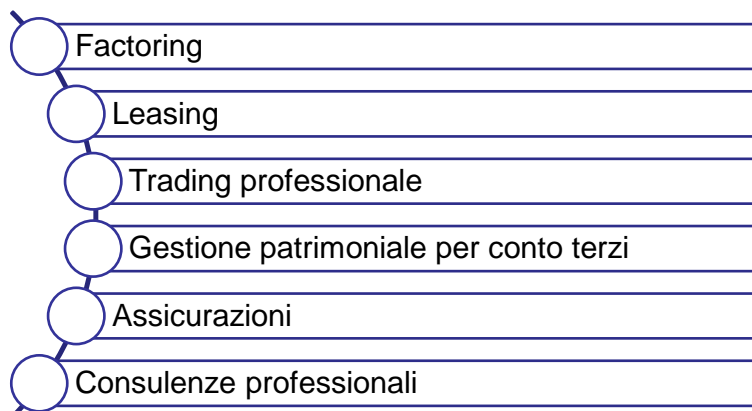 Factoring
Leasing
Trading professionale
Gestione patrimoniale per conto terzi
Assicurazioni
Consulenze professionali